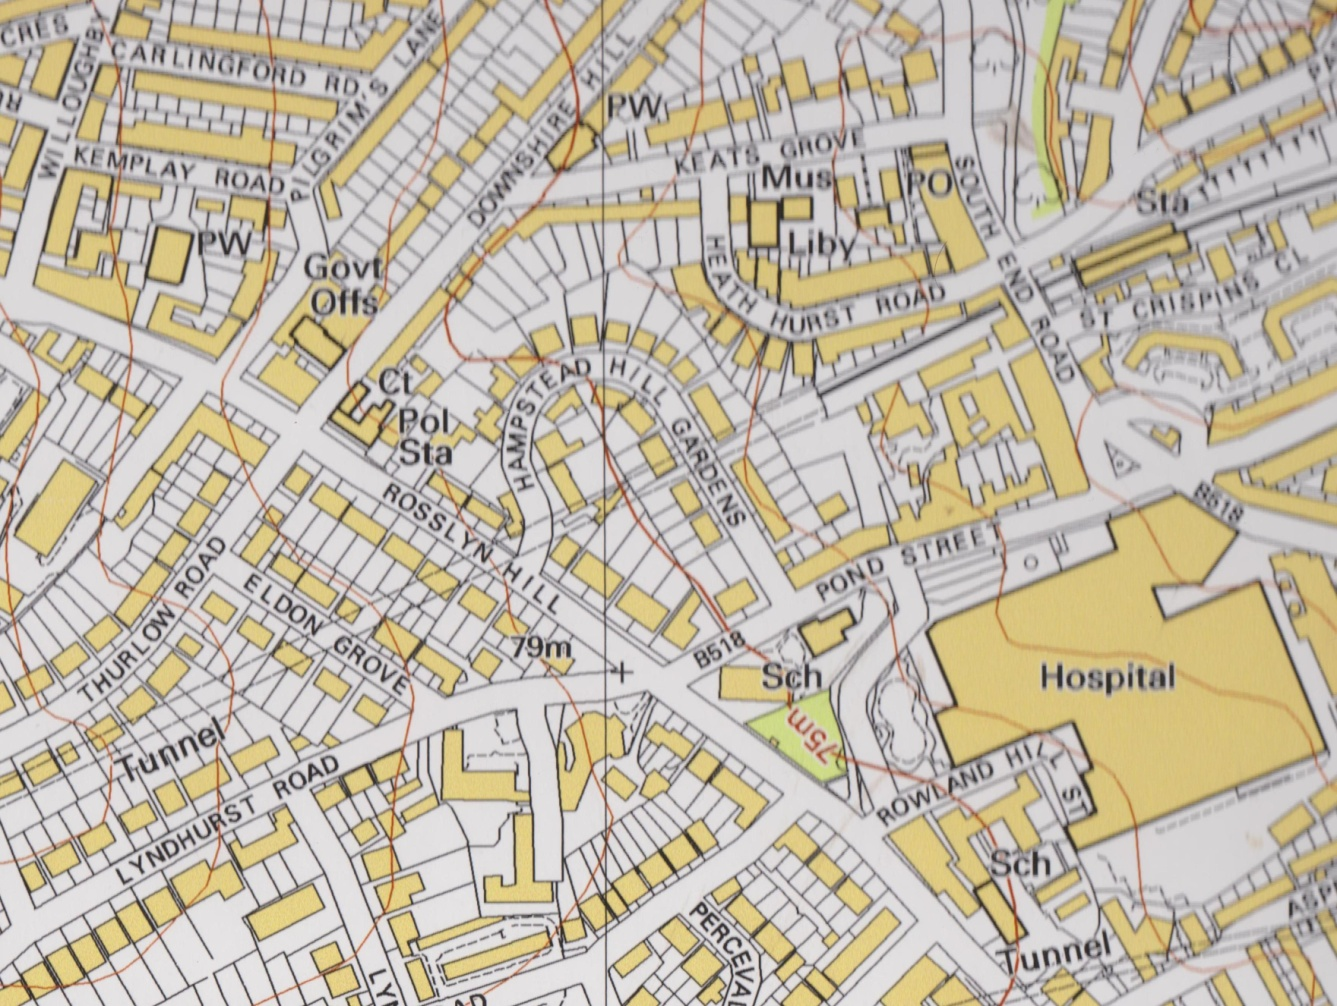 CRES
WILLOUGHBY
CARLINGFORD RD
PILGRIM'S LANE
DOWNSHIRE HILL
PW
KEATS GROVE
Mus
PO
SOUTH END ROAD
Sta
KEMPLAY ROAD
PW
Govt
Offs
Liby
HEATH HURST ROAD
ST CRISPINS CL
Ct
Pol
Sta
HAMPSTEAD HILL GARDENS
ROSSLYN HILL
B518
POND STREET
THURLOW ROAD
ELDON GROVE
79m
B518
Sch
Hospital
75m
Tunnel
LYNDHURST ROAD
ROWLAND HILL ST
Sch
PERCEVAL
ASP
Tunnel
LYN
AD